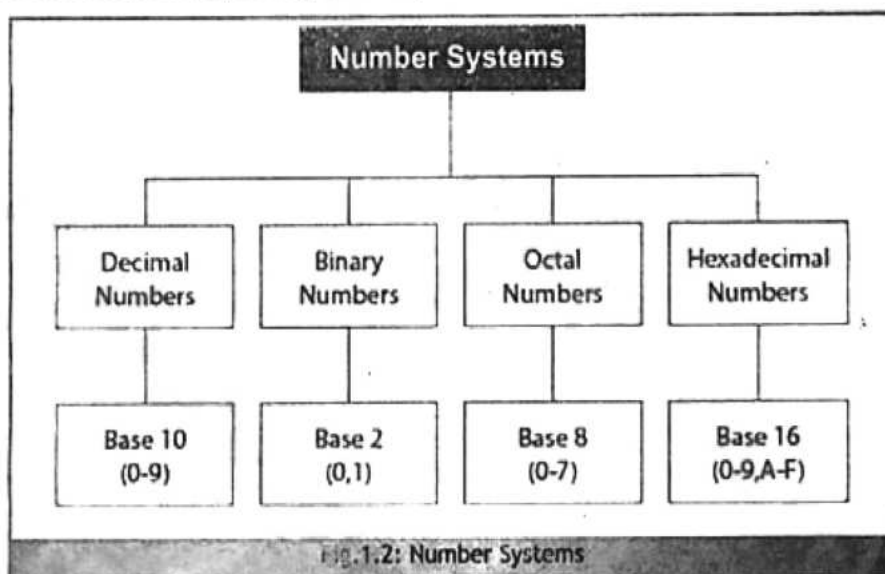 Number Systems
Decimal
Numbers
Binary
Numbers
Octal
Numbers
Hexadecimal
Numbers
Base 10
(0-9)
Base 2
(0,1)
Base 8
(0-7)
Base 16
(0-9,A-F)
Fig.1.2: Number Systems